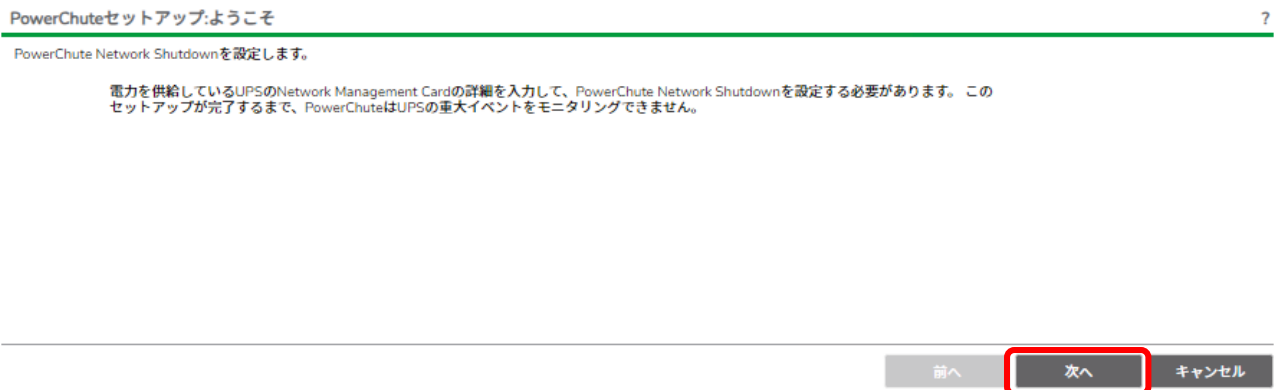 PowerChuteセットアップ:ようこそ ?
PowerChute Network Shutdownを設定します。
電力を供給しているUPSのNetwork Management Cardの詳細を入力して、PowerChute Network Shutdownを設定する必要があります。 この
セットアップが完了するまで、PowerChuteはUPSの重大イベントをモニタリングできません。
前へ 次へ キャンセル